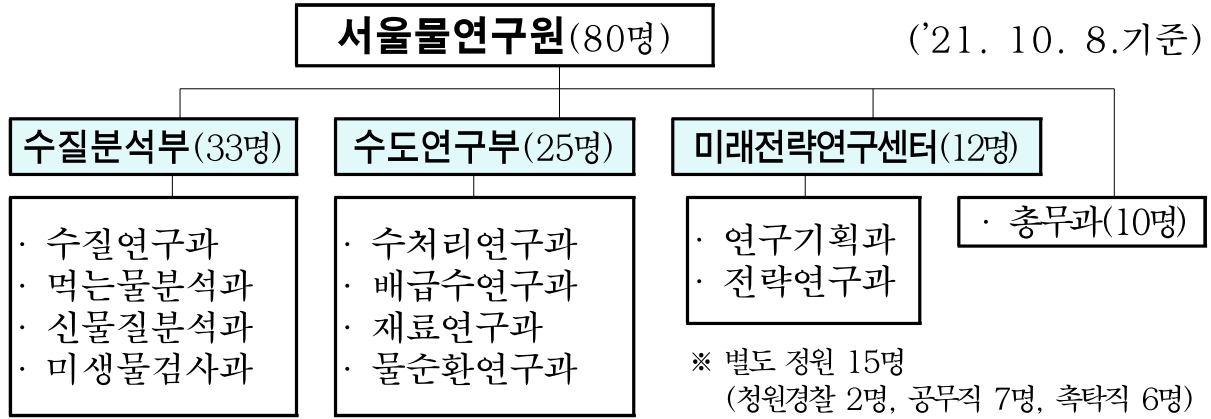 서울물연구원(80명)
('21. 10. 8.기준)
수질분석부(33명)
· 수질연구과
· 먹는물분석과
· 신물질분석과
· 미생물검사과
수도연구부(25명)
· 수처리연구과
· 배급수연구과
· 재료연구과
· 물순환연구과
미래전략연구센터(12명)
· 연구기획과
· 전략연구과
· 총무과(10명)
※ 별도 정원 15명
(청원경찰 2명, 공무직 7명, 촉탁직 6명)